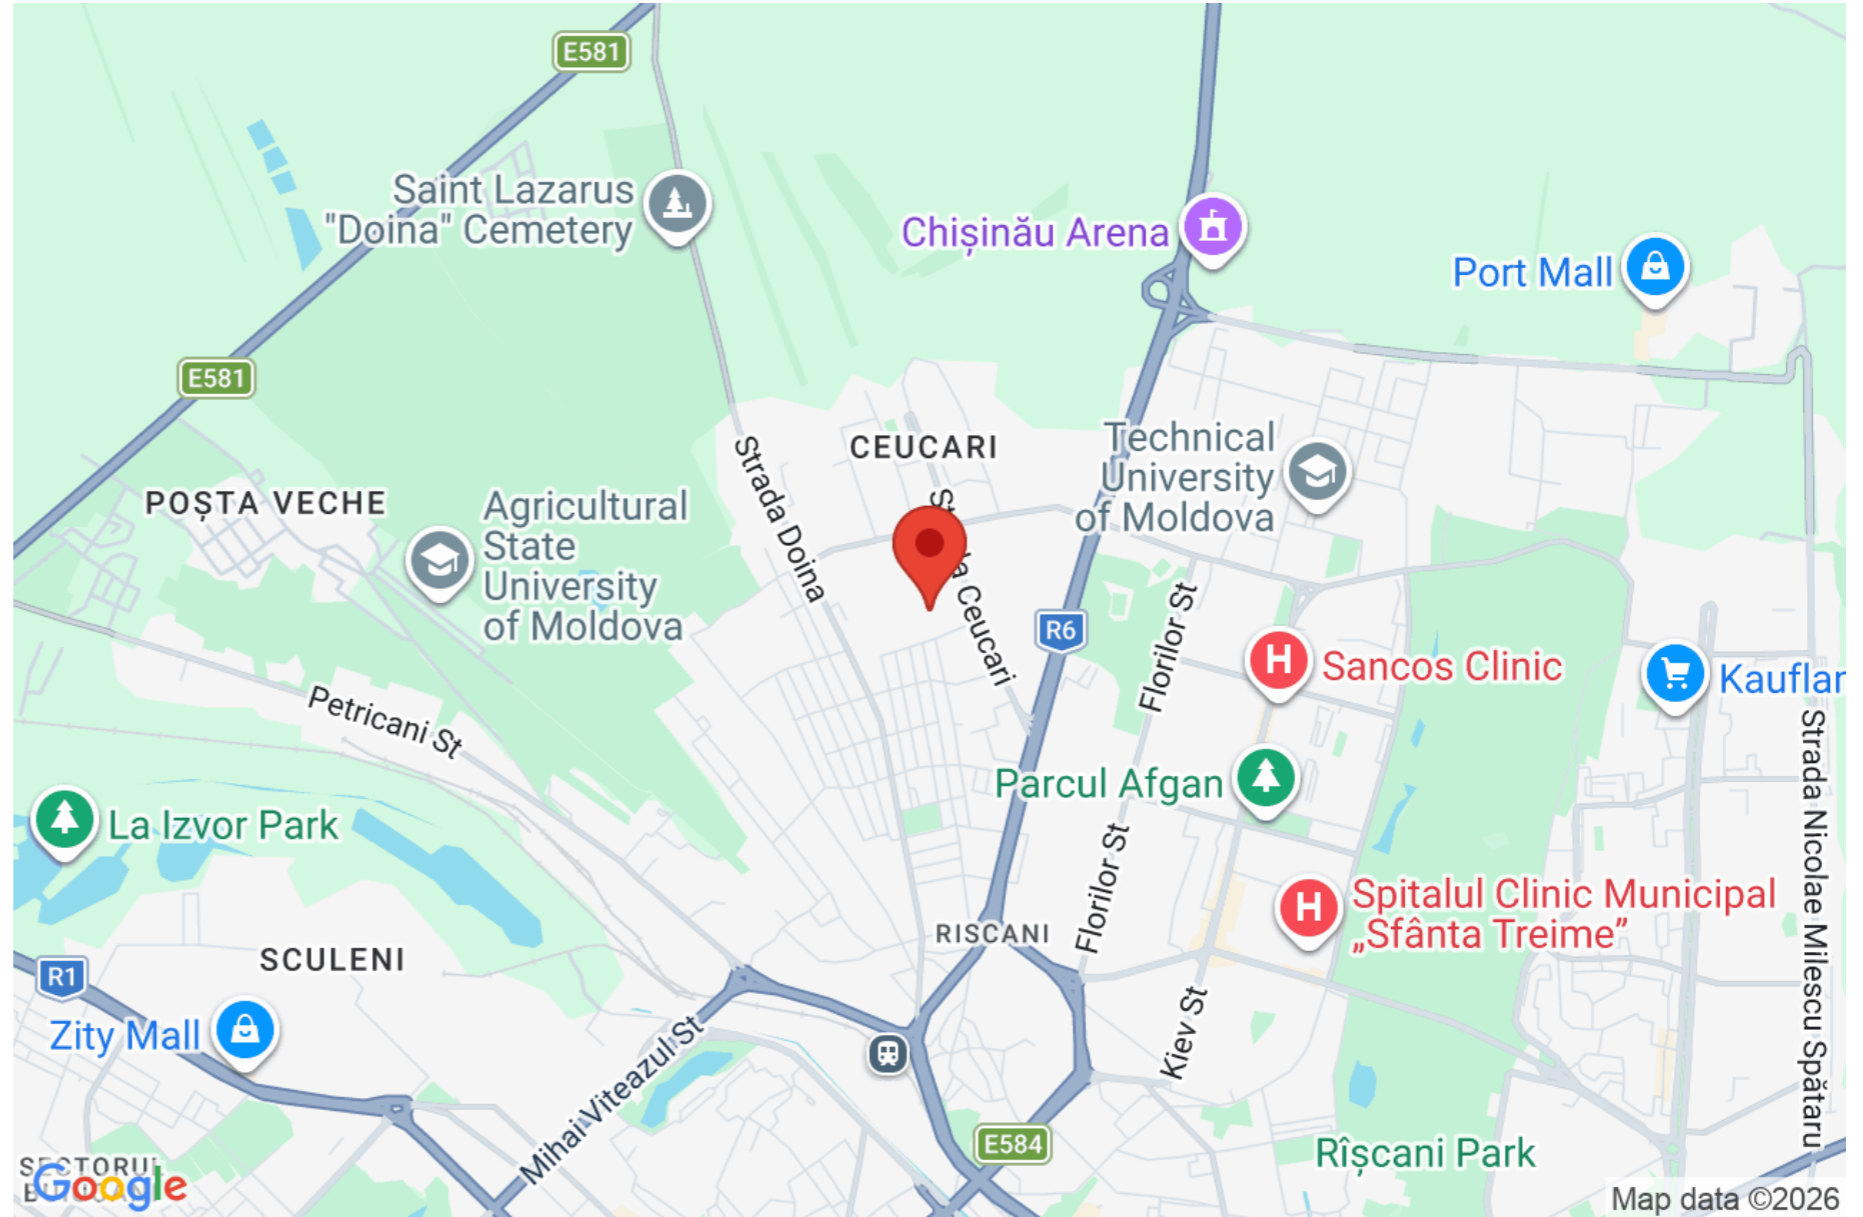 E581
Saint Lazarus
"Doina" Cemetery
Chișinău Arena
Port Mall
E581
Strada Doina
CEUCARI
Technical
University
of Moldova
POȘTA VECHE
Agricultural
State
University
of Moldova
Ceucari
R6
Florilor St
Sancos Clinic
Kauflar
Petricani St
Strada Nicolae Milescu Spătaru
Parcul Afgan
La Izvor Park
Florilor St
Spitalul Clinic Municipal
„Sfânta Treime”
RISCANI
SCULENI
R1
Zity Mall
Mihai Viteazul St
Kiev St
E584
Rîșcani Park
SECTORUL
Google
Map data ©2026